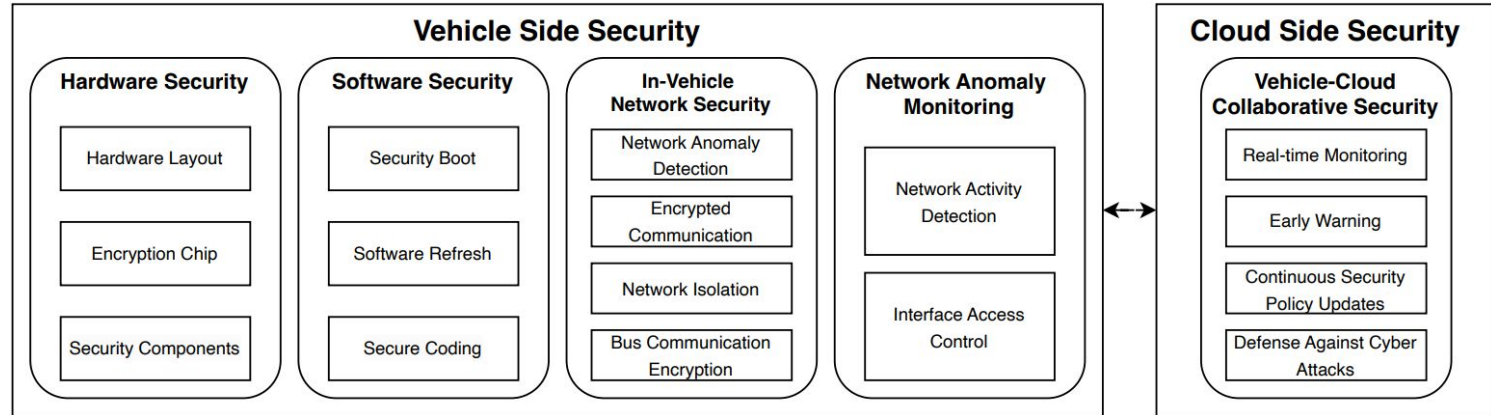 Vehicle Side Security
Hardware Security
Hardware Layout
Encryption Chip
Security Components
Software Security
Security Boot
Software Refresh
Secure Coding
In-Vehicle
Network Security
Network Anomaly
Detection
Encrypted
Communication
Network Isolation
Bus Communication
Encryption
Network Anomaly
Monitoring
Network Activity
Detection
Interface Access
Control
Cloud Side Security
Vehicle-Cloud
Collaborative Security
Real-time Monitoring
Early Warning
Continuous Security
Policy Updates
Defense Against Cyber
Attacks